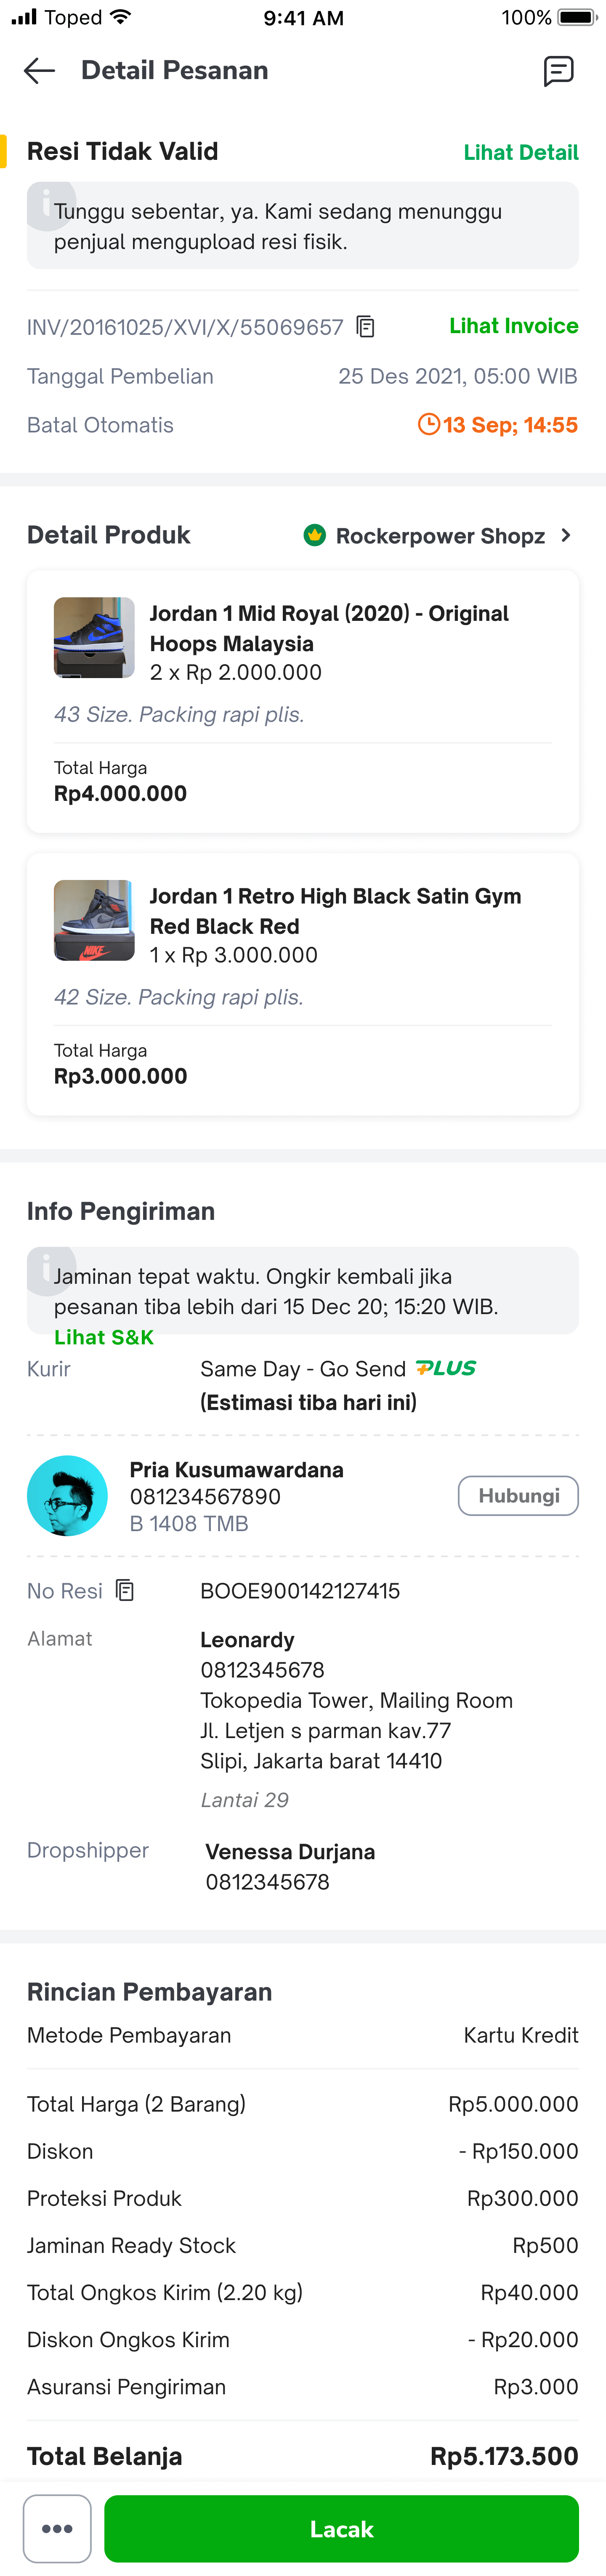 Toped 9:41 AM 100%
Detail Pesanan
Resi Tidak Valid Lihat Detail
Tunggu sebentar, ya. Kami sedang menunggu
penjual mengupload resi fisik.
INV/20161025/XVI/X/55069657 Lihat Invoice
Tanggal Pembelian 25 Des 2021, 05:00 WIB
Batal Otomatis 13 Sep; 14:55
Detail Produk Rockerpower Shopz
Jordan 1 Mid Royal (2020) - Original
Hoops Malaysia
2 x Rp 2.000.000
43 Size. Packing rapi plis.
Total Harga
Rp4.000.000
Jordan 1 Retro High Black Satin Gym
Red Black Red
1 x Rp 3.000.000
NIKE
42 Size. Packing rapi plis.
Total Harga
Rp3.000.000
Info Pengiriman
Jaminan tepat waktu. Ongkir kembali jika
pesanan tiba lebih dari 15 Dec 20; 15:20 WIB.
Lihat S&K
Kurir Same Day - Go Send PLUS
(Estimasi tiba hari ini)
Pria Kusumawardana
081234567890
B 1408 TMB
Hubungi
No Resi BOOE900142127415
Alamat Leonardy
0812345678
Tokopedia Tower, Mailing Room
Jl. Letjen s parman kav.77
Slipi, Jakarta barat 14410
Lantai 29
Dropshipper Venessa Durjana
0812345678
Rincian Pembayaran
Metode Pembayaran Kartu Kredit
Total Harga (2 Barang) Rp5.000.000
Diskon - Rp150.000
Proteksi Produk Rp300.000
Jaminan Ready Stock Rp500
Total Ongkos Kirim (2.20 kg) Rp40.000
Diskon Ongkos Kirim - Rp20.000
Asuransi Pengiriman Rp3.000
Total Belanja Rp5.173.500
Lacak